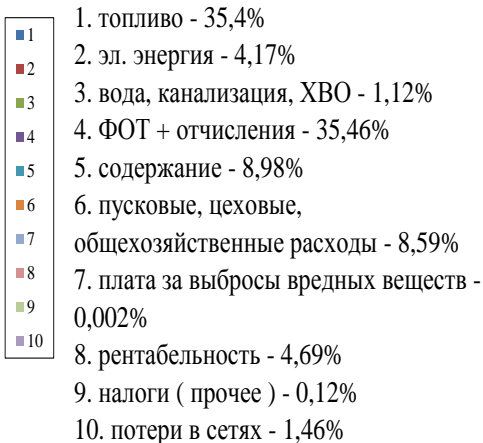 1
2
3
4
5
6
7
8
9
10
1. топливо - 35,4%
2. эл. энергия - 4,17%
3. вода, канализация, ХВО - 1,12%
4. ФОТ + отчисления - 35,46%
5. содержание - 8,98%
6. пусковые, цеховые,
общехозяйственные расходы - 8,59%
7. плата за выбросы вредных веществ -
0,002%
8. рентабельность - 4,69%
9. налоги ( прочее ) - 0,12%
10. потери в сетях - 1,46%